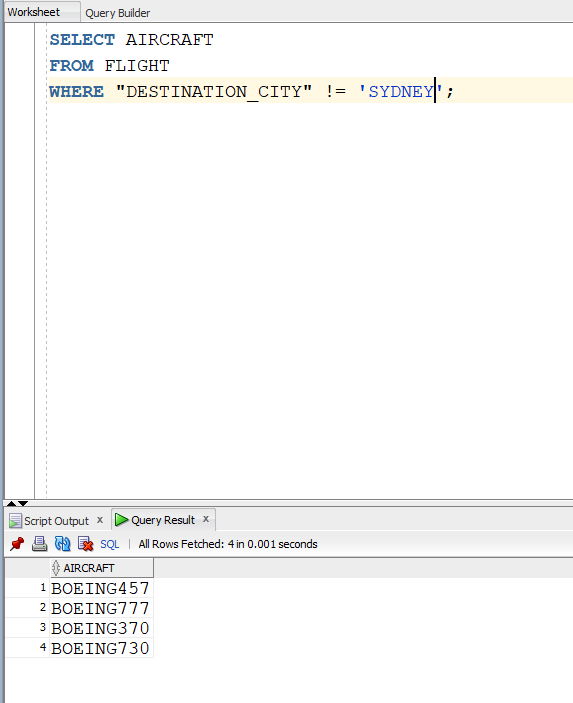 Worksheet Query Builder
SELECT AIRCRAFT
FROM FLIGHT
WHERE "DESTINATION_CITY" != 'SYDNEY';
Script Output x Query Result x
SQL | All Rows Fetched: 4 in 0.001 seconds
AIRCRAFT
1 BOEING457
2 BOEING777
3 BOEING370
4 BOEING730